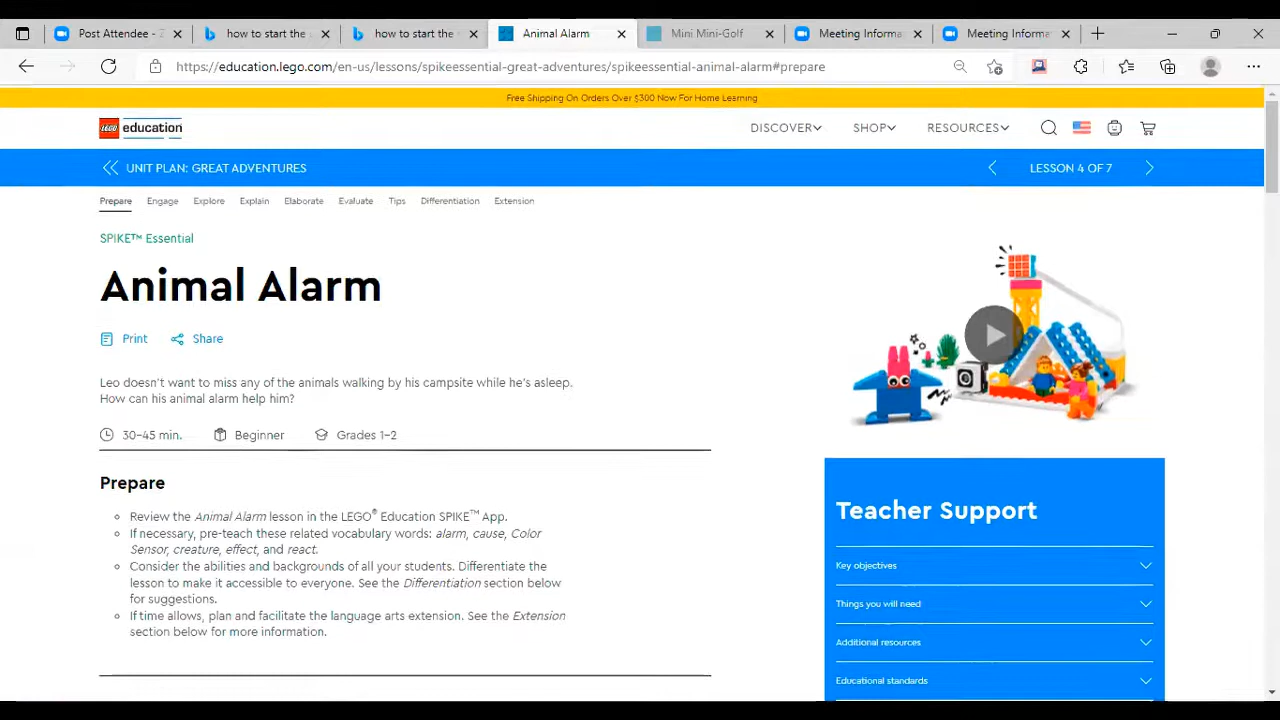 Post Attendee - Z
how to start the
how to start the
Animal Alarm
Mini Mini-Golf
Meeting Informa
Meeting Informa
https://education.lego.com/en-us/lessons/spikeessential-great-adventures/spikeessential-animal-alarm#prepare
Free Shipping On Orders Over $300 Now For Home Learning
LEGO education
DISCOVER
SHOP
RESOURCES
UNIT PLAN: GREAT ADVENTURES
LESSON 4 OF 7
Prepare
Engage
Explore
Explain
Elaborate
Evaluate
Tips
Differentiation
Extension
SPIKE™ Essential
Animal Alarm
Print
Share
Leo doesn't want to miss any of the animals walking by his campsite while he's asleep.
How can his animal alarm help him?
30-45 min.
Beginner
Grades 1-2
Prepare
Review the Animal Alarm lesson in the LEGO® Education SPIKE™ App.
If necessary, pre-teach these related vocabulary words: alarm, cause, Color
Sensor, creature, effect, and react.
Consider the abilities and backgrounds of all your students. Differentiate the
lesson to make it accessible to everyone. See the Differentiation section below
for suggestions.
If time allows, plan and facilitate the language arts extension. See the Extension
section below for more information.
Teacher Support
Key objectives
Things you will need
Additional resources
Educational standards